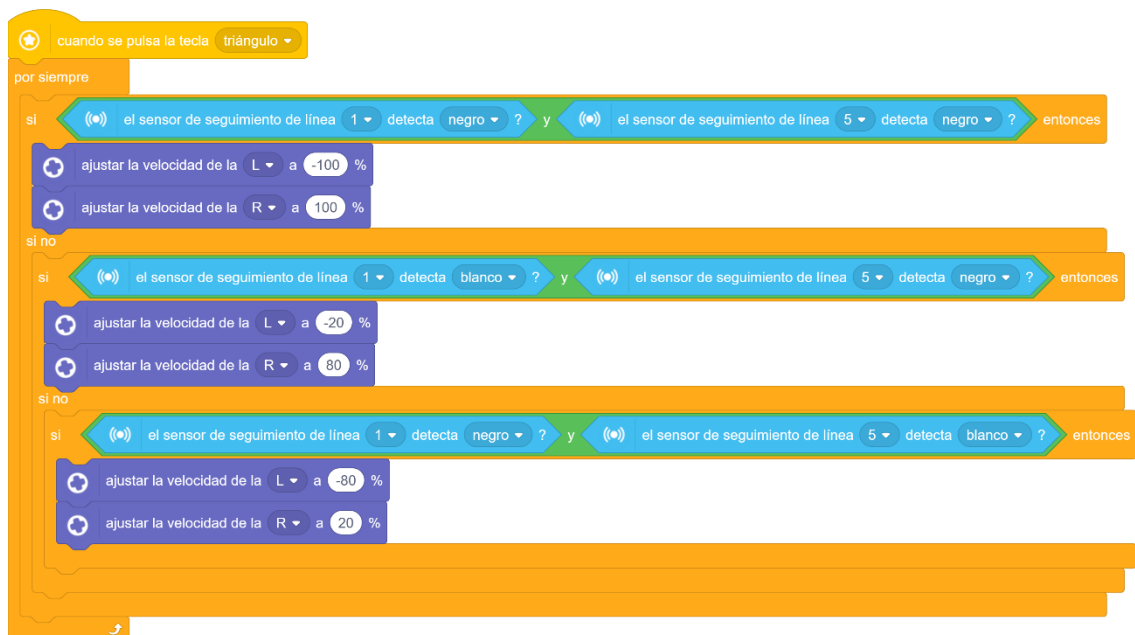 cuando se pulsa la tecla triángulo
por siempre
si el sensor de seguimiento de línea 1 detecta negro ? y el sensor de seguimiento de línea 5 detecta negro ? entonces
ajustar la velocidad de la L a -100 %
ajustar la velocidad de la R a 100 %
si no
si el sensor de seguimiento de línea 1 detecta blanco ? y el sensor de seguimiento de línea 5 detecta negro ? entonces
ajustar la velocidad de la L a -20 %
ajustar la velocidad de la R a 80 %
si no
si el sensor de seguimiento de línea 1 detecta negro ? y el sensor de seguimiento de línea 5 detecta blanco ? entonces
ajustar la velocidad de la L a -80 %
ajustar la velocidad de la R a 20 %